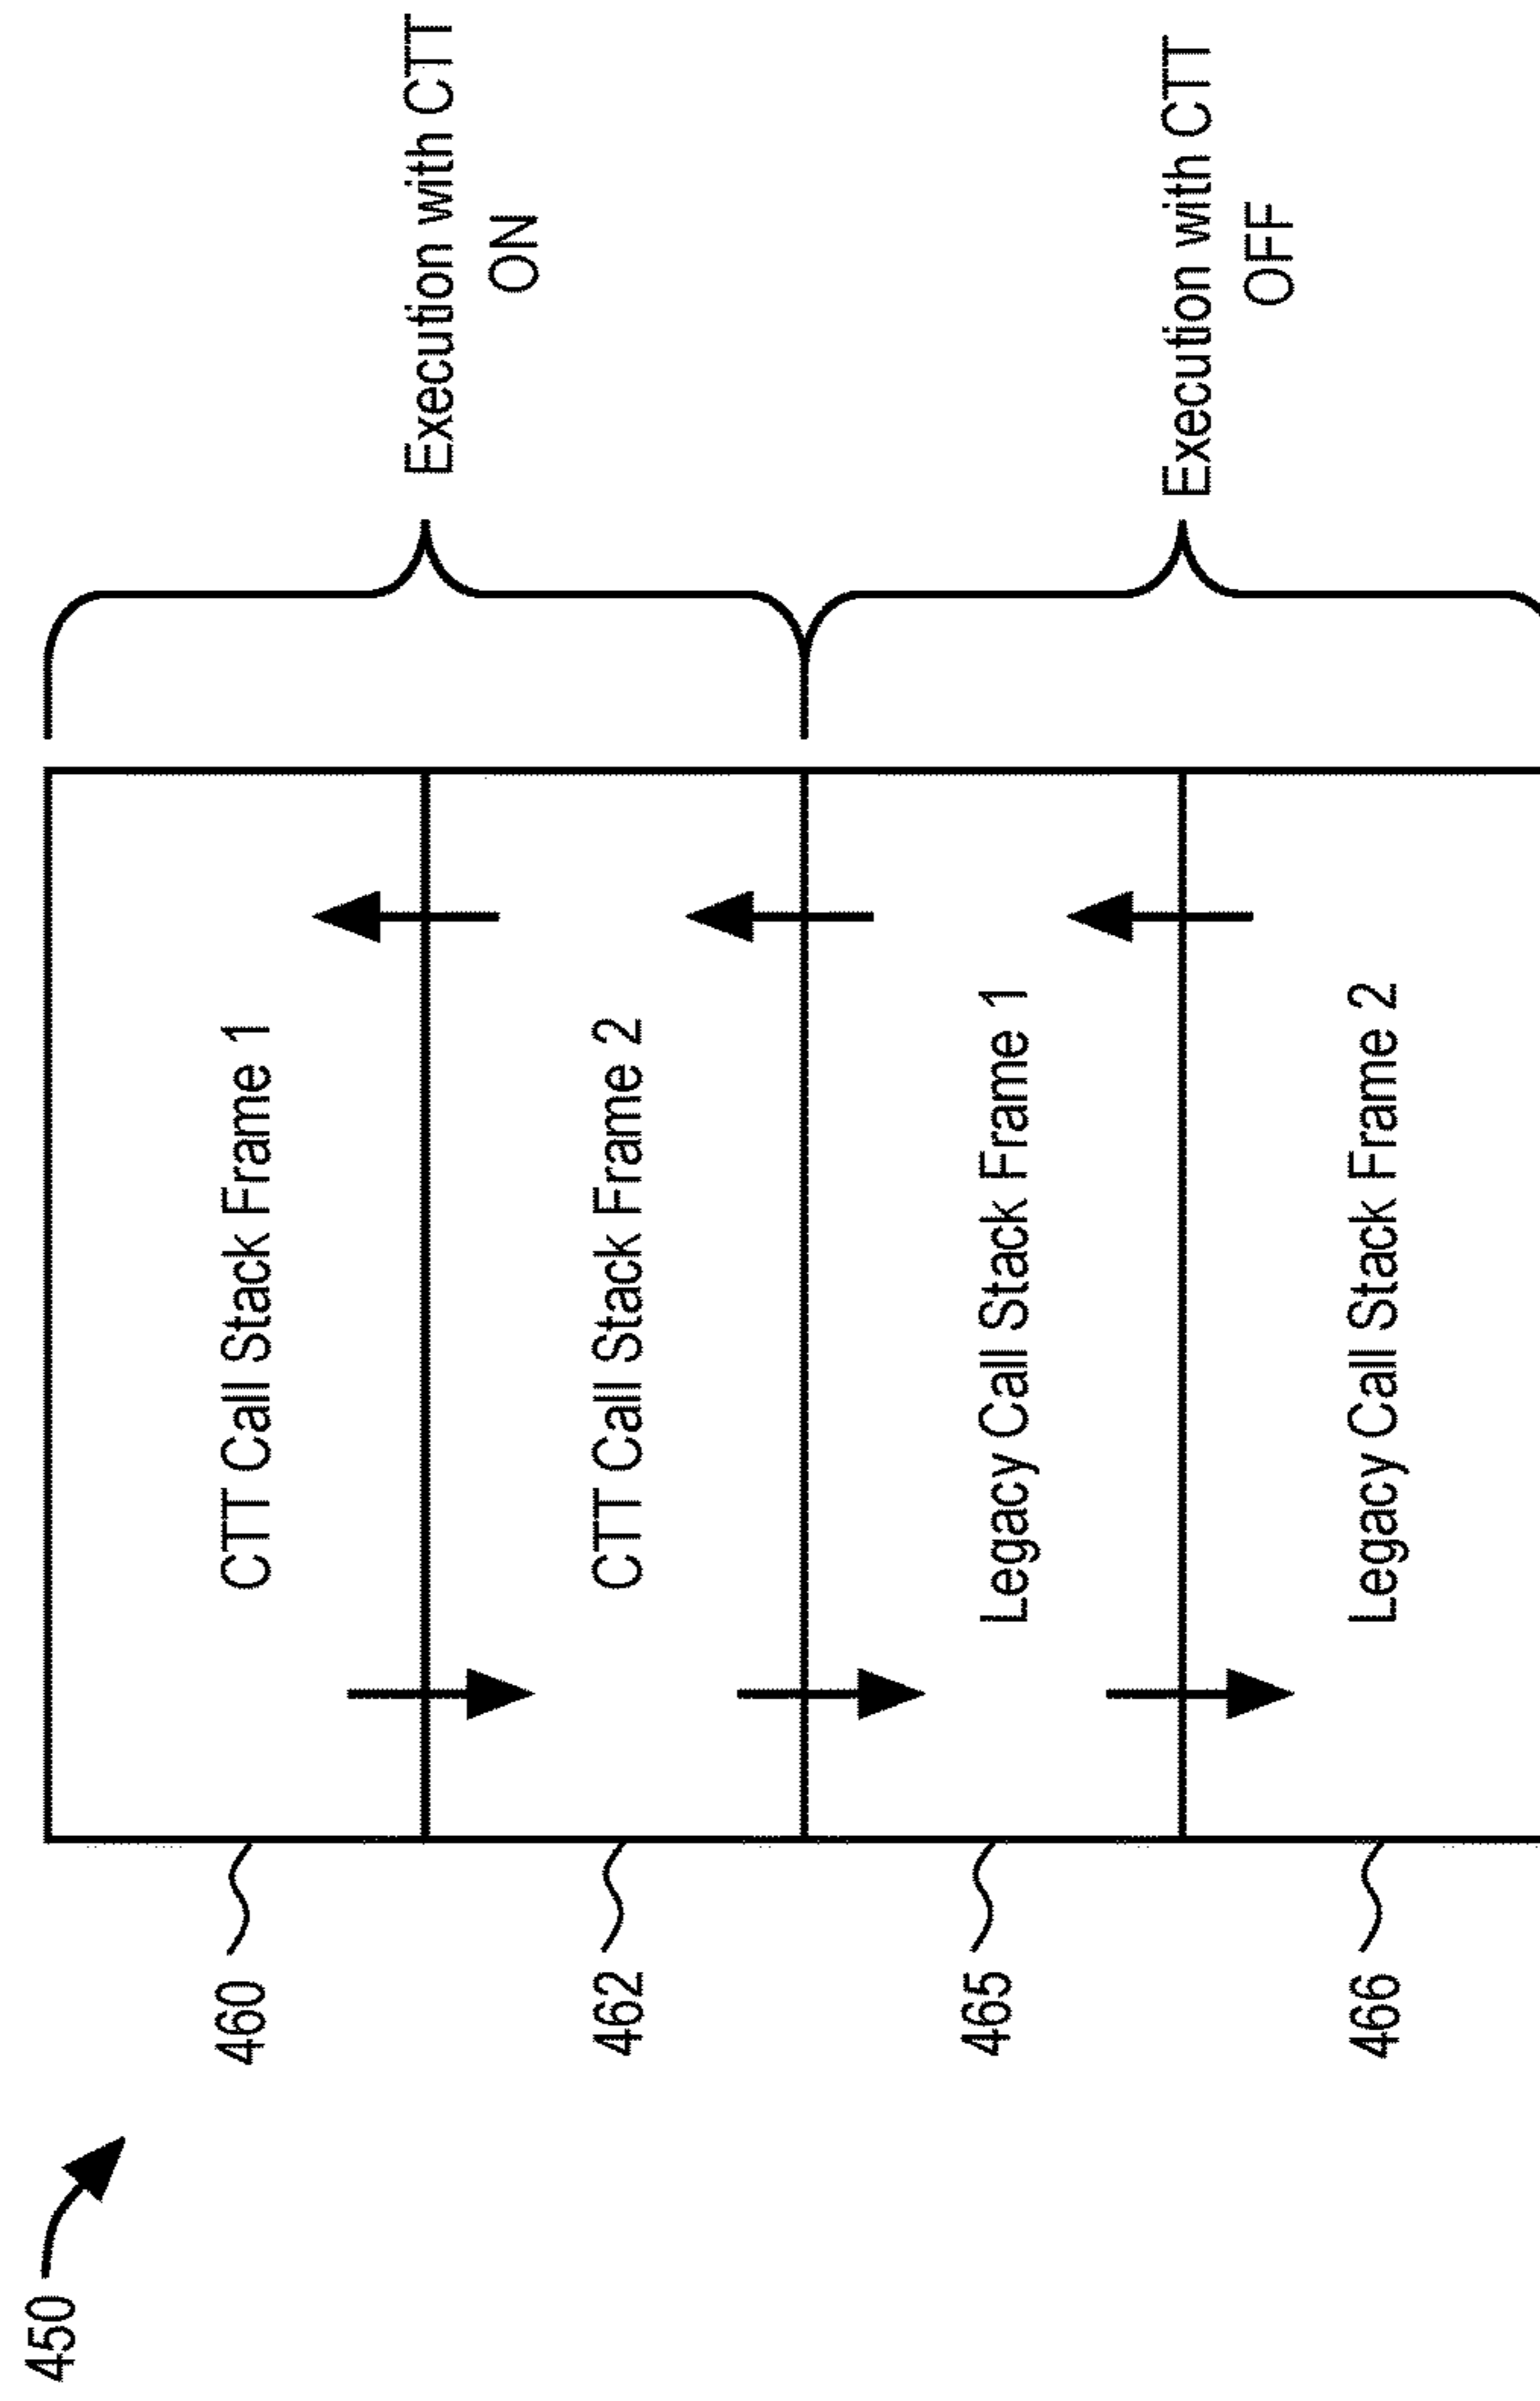 450
460
CTT Call Stack Frame 1
462
CTT Call Stack Frame 2
Execution with CTT
ON
465
Legacy Call Stack Frame 1
466
Legacy Call Stack Frame 2
Execution with CTT
OFF